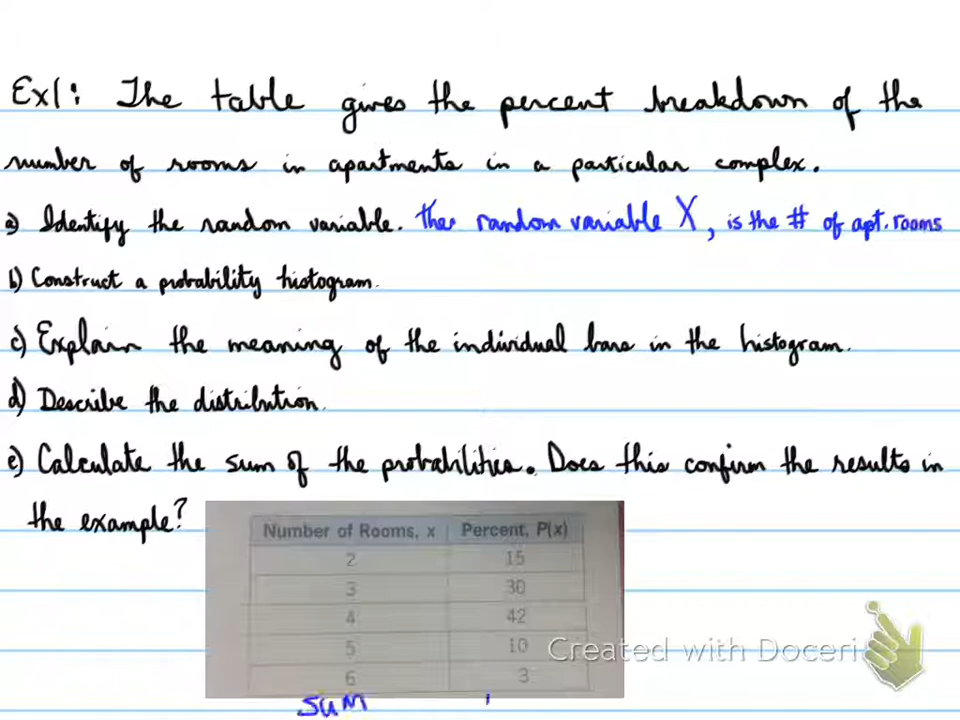 Ex1: The table gives the percent breakdown of the
number of rooms in apartments in a particular complex.
a) Identify the random variable. the random variable X, is the # of apt. rooms
b) Construct a probability histogram.
c) Explain the meaning of the individual bars in the histogram.
d) Describe the distribution.
e) Calculate the sum of the probabilities. Does this confirm the results in
the example?
Number of Rooms, x Percent, P(x)
2 15
3 30
4 42
5 10
6 3
Created with Doceri
SUM